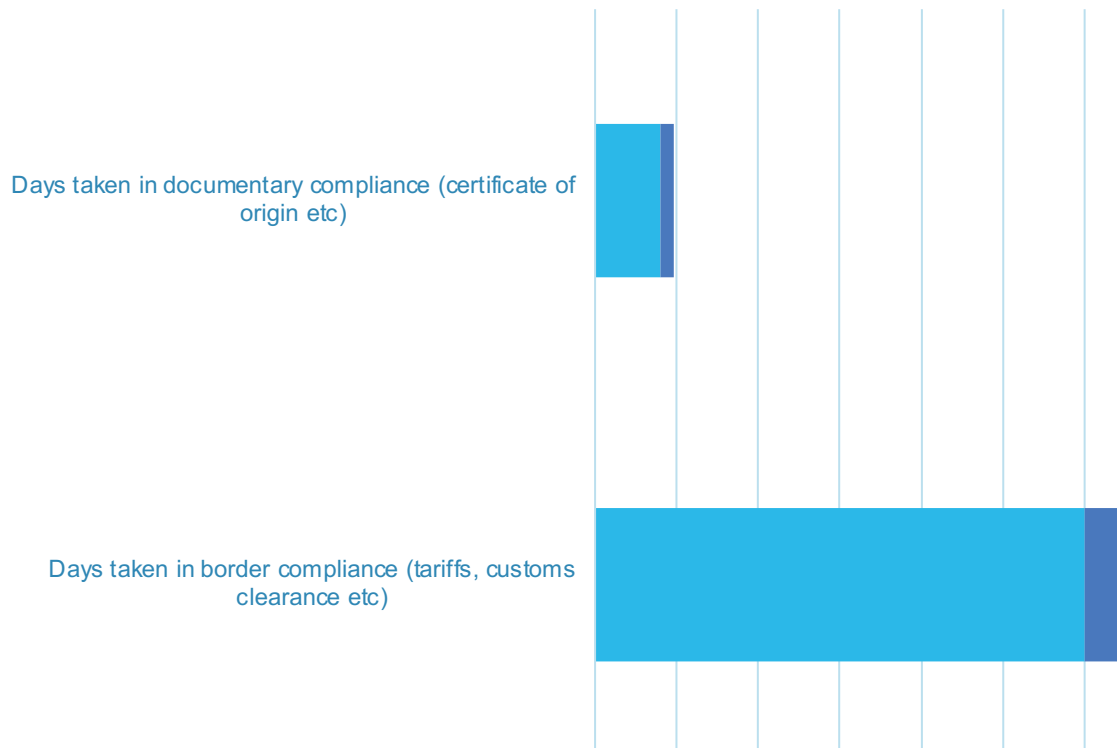 Days taken in documentary compliance (certificate of
origin etc)
Days taken in border compliance (tariffs, customs
clearance etc)